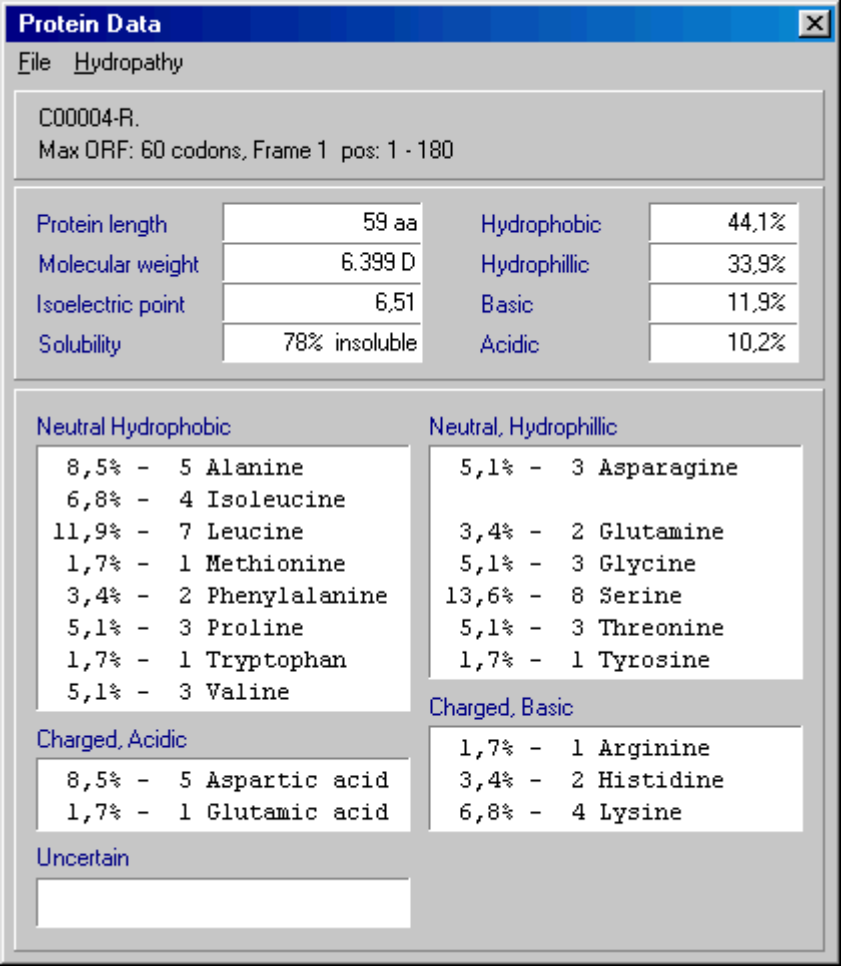 Protein Data
File Hydropathy
C00004-R.
Max ORF: 60 codons, Frame 1 pos: 1 - 180
Protein length 59 aa
Molecular weight 6.399 D
Isoelectric point 6,51
Solubility 78% insoluble
Hydrophobic 44,1%
Hydrophillic 33,9%
Basic 11,9%
Acidic 10,2%
Neutral Hydrophobic
8,5% - 5 Alanine
6,8% - 4 Isoleucine
11,9% - 7 Leucine
1,7% - 1 Methionine
3,4% - 2 Phenylalanine
5,1% - 3 Proline
1,7% - 1 Tryptophan
5,1% - 3 Valine
Charged, Acidic
8,5% - 5 Aspartic acid
1,7% - 1 Glutamic acid
Uncertain
Neutral, Hydrophillic
5,1% - 3 Asparagine
3,4% - 2 Glutamine
5,1% - 3 Glycine
13,6% - 8 Serine
5,1% - 3 Threonine
1,7% - 1 Tyrosine
Charged, Basic
1,7% - 1 Arginine
3,4% - 2 Histidine
6,8% - 4 Lysine